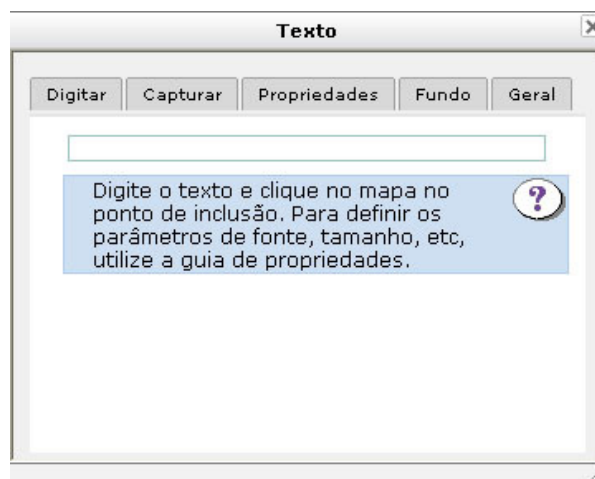 Texto
Digitar Capturar Propriedades Fundo Geral
Digite o texto e clique no mapa no
ponto de inclusão. Para definir os
parâmetros de fonte, tamanho, etc,
utilize a guia de propriedades.
?